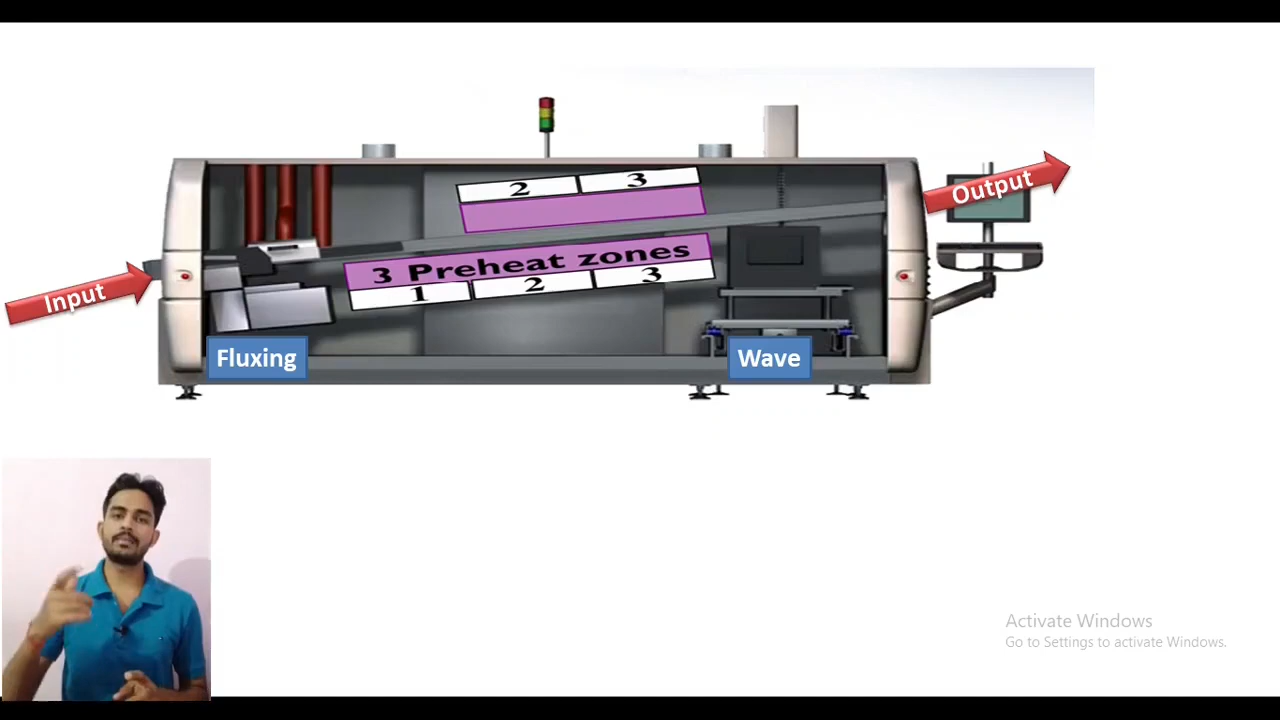 2 3
Output
3 Preheat zones
1 2 3
Input
Fluxing
Wave
Activate Windows
Go to Settings to activate Windows.